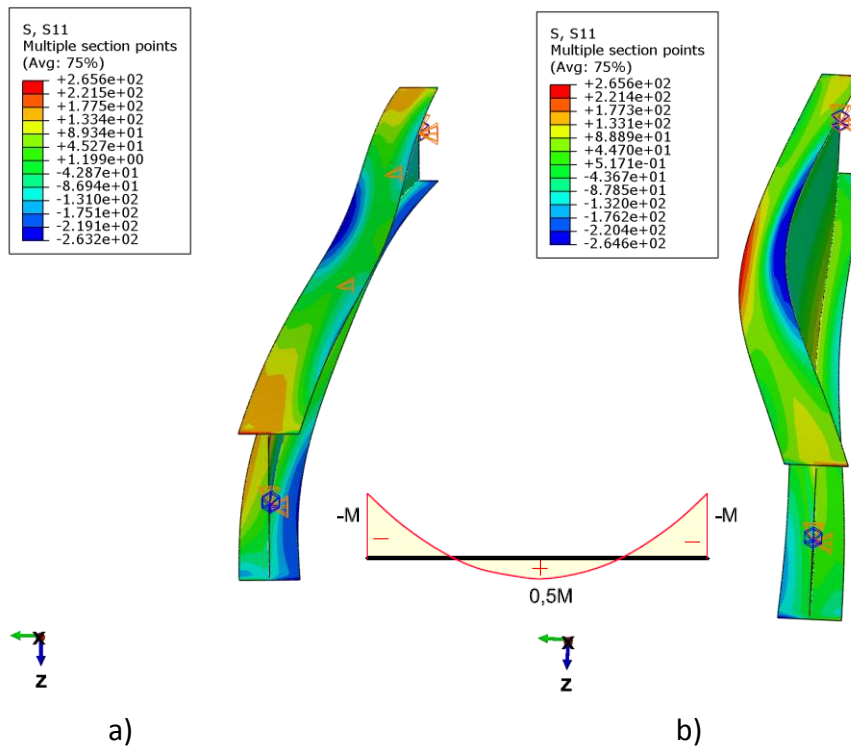 S, S11
Multiple section points
(Avg: 75%)
+2.656e+02
+2.215e+02
+1.775e+02
+1.334e+02
+8.934e+01
+4.527e+01
+1.199e+00
-4.287e+01
-8.694e+01
-1.310e+02
-1.751e+02
-2.191e+02
-2.632e+02
S, S11
Multiple section points
(Avg: 75%)
+2.656e+02
+2.214e+02
+1.773e+02
+1.331e+02
+8.889e+01
+4.470e+01
+5.171e-01
-4.367e+01
-8.785e+01
-1.320e+02
-1.762e+02
-2.204e+02
-2.646e+02
-M
-M
−
+
−
0,5M
X
Z
X
Z
a)
b)